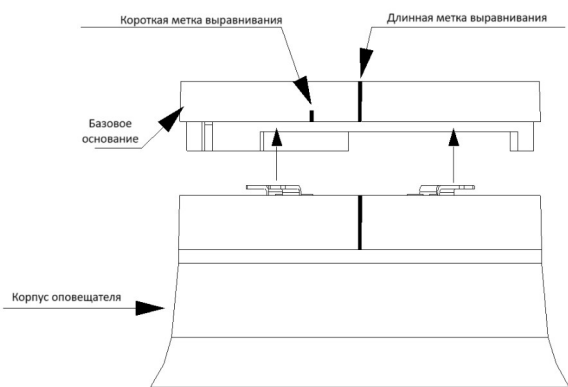 Короткая метка выравнивания
Длинная метка выравнивания
Базовое
основание
Корпус оповещателя